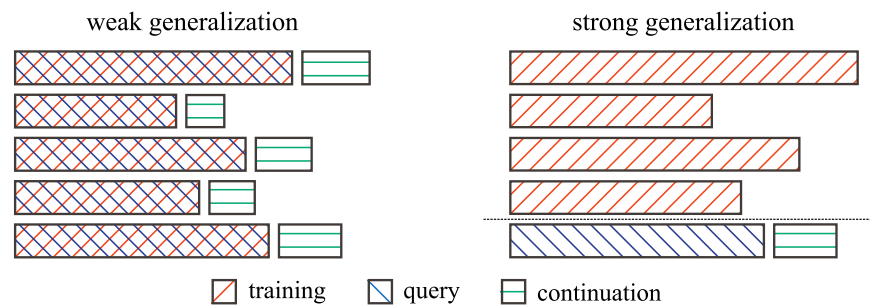 weak generalization
strong generalization
training
query
continuation